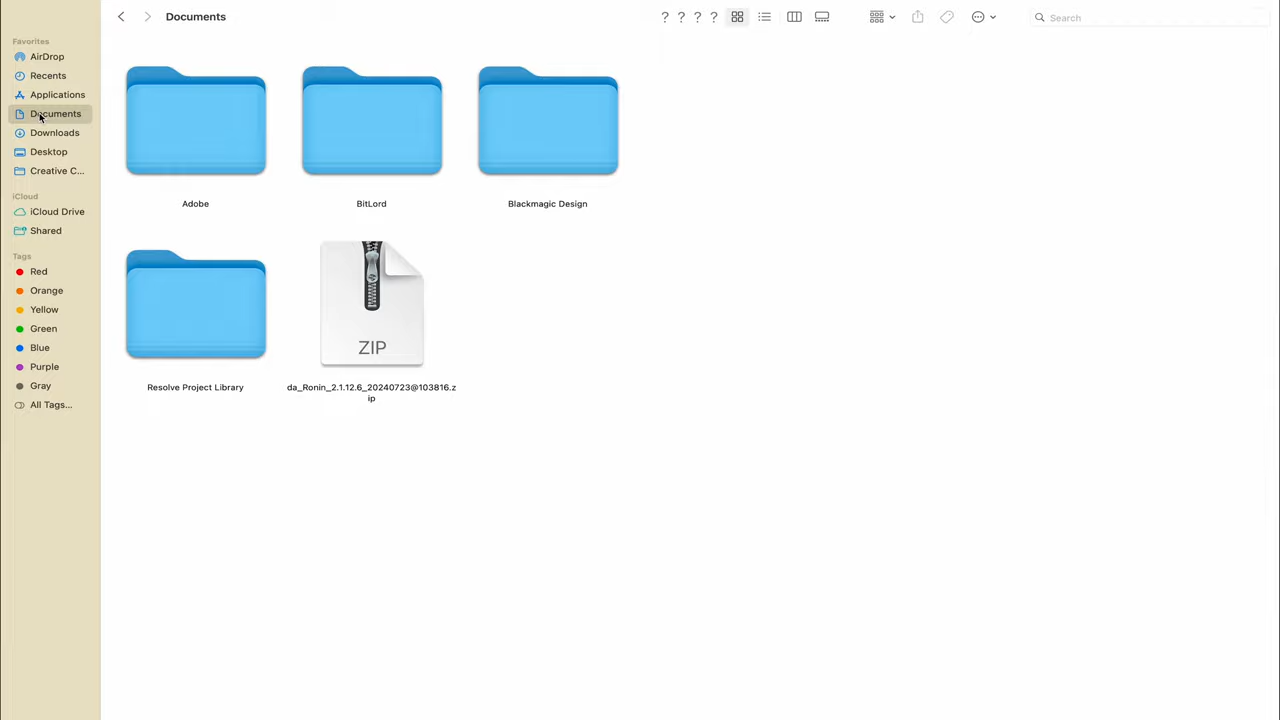 Documents
? ? ? ?
Search
Favorites
AirDrop
Recents
Applications
Documents
Downloads
Desktop
Creative C...
iCloud
iCloud Drive
Shared
Tags
Red
Orange
Yellow
Green
Blue
Purple
Gray
All Tags...
Adobe
BitLord
Blackmagic Design
Resolve Project Library
ZIP
da_Ronin_2.1.12.6_20240723@103816.z
ip